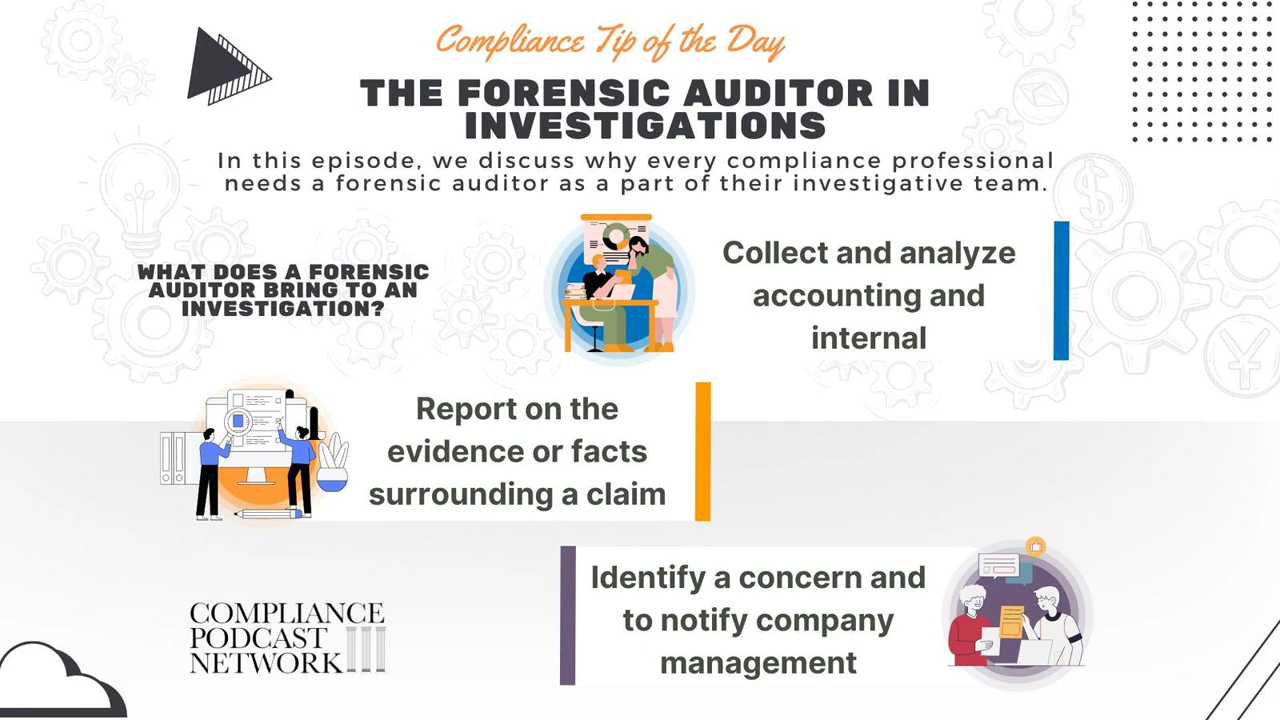 Compliance Tip of the Day
THE FORENSIC AUDITOR IN
INVESTIGATIONS
In this episode, we discuss why every compliance professional
needs a forensic auditor as a part of their investigative team.
WHAT DOES A FORENSIC
AUDITOR BRING TO AN
INVESTIGATION?
Collect and analyze
accounting and
internal
Report on the
evidence or facts
surrounding a claim
Identify a concern and
to notify company
management
COMPLIANCE
PODCAST
NETWORK